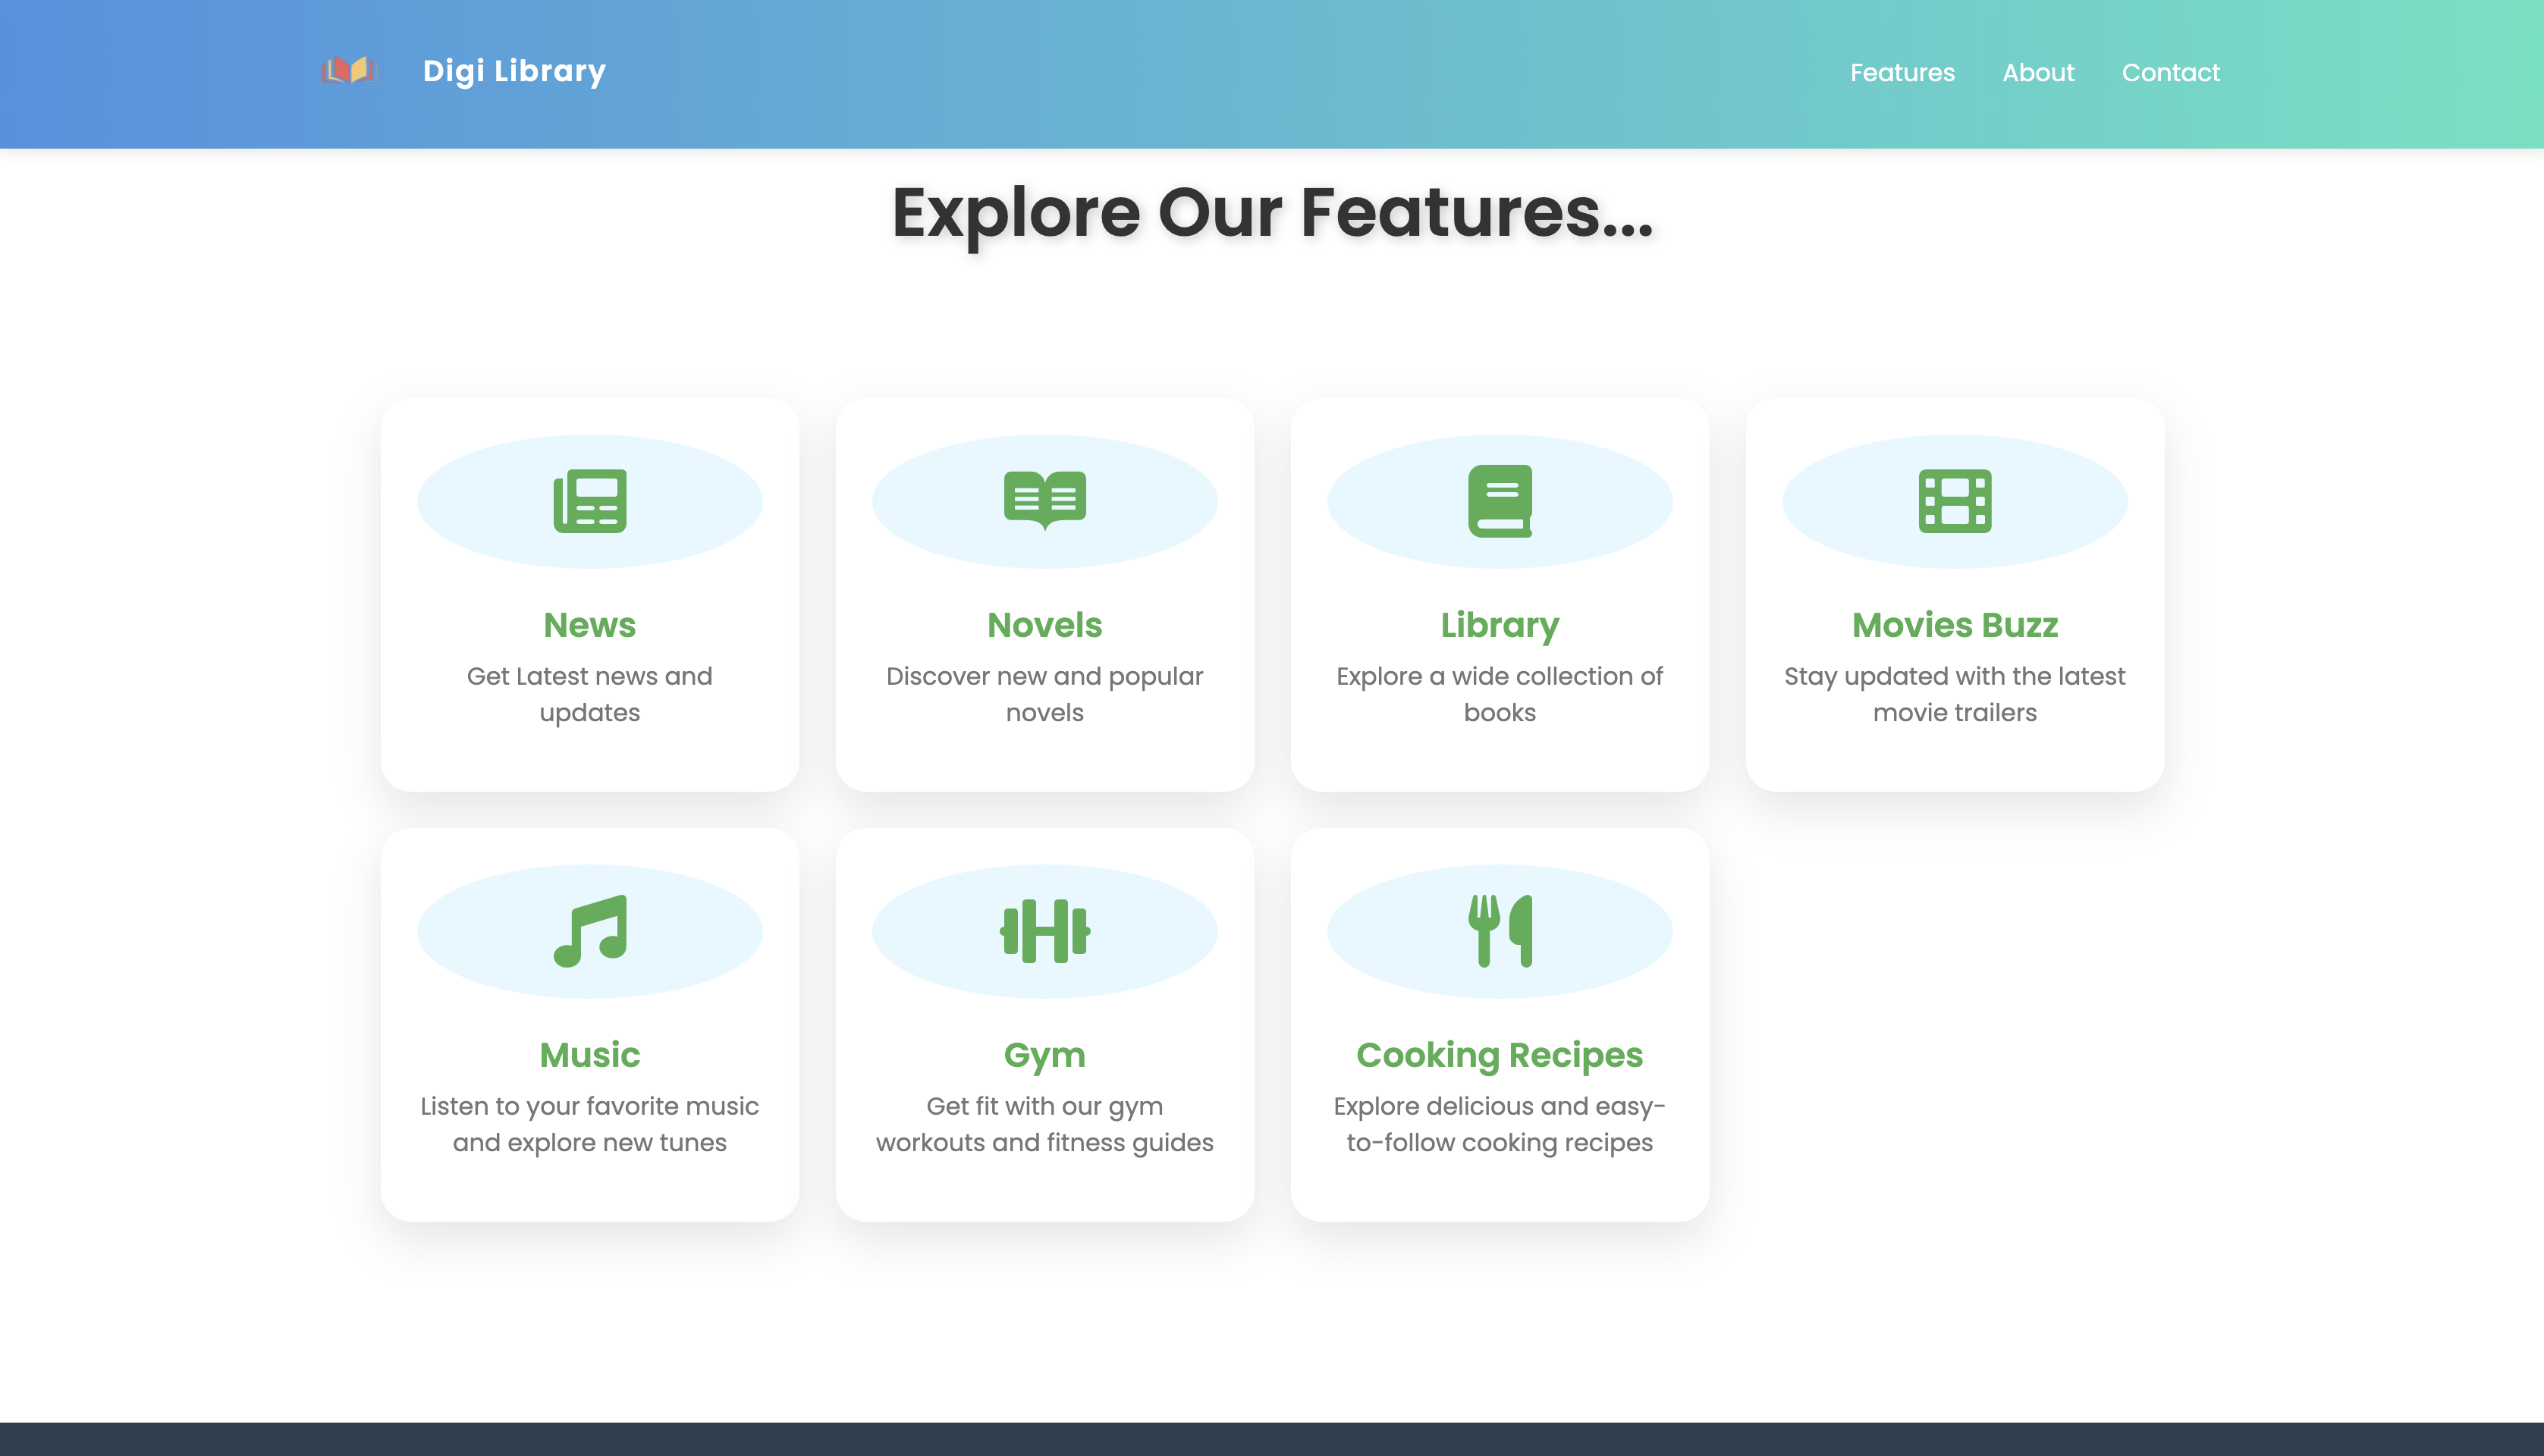 Digi Library
Features
About
Contact
Explore Our Features...
News
Get Latest news and
updates
Novels
Discover new and popular
novels
Library
Explore a wide collection of
books
Movies Buzz
Stay updated with the latest
movie trailers
Music
Listen to your favorite music
and explore new tunes
Gym
Get fit with our gym
workouts and fitness guides
Cooking Recipes
Explore delicious and easy-
to-follow cooking recipes